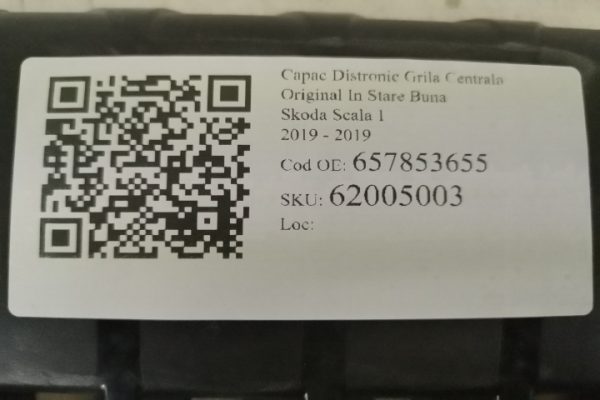 Capac Distronic Grila Centrala
Original In Stare Buna
Skoda Scala 1
2019 - 2019
Cod OE: 657853655
SKU: 62005003
Loc: